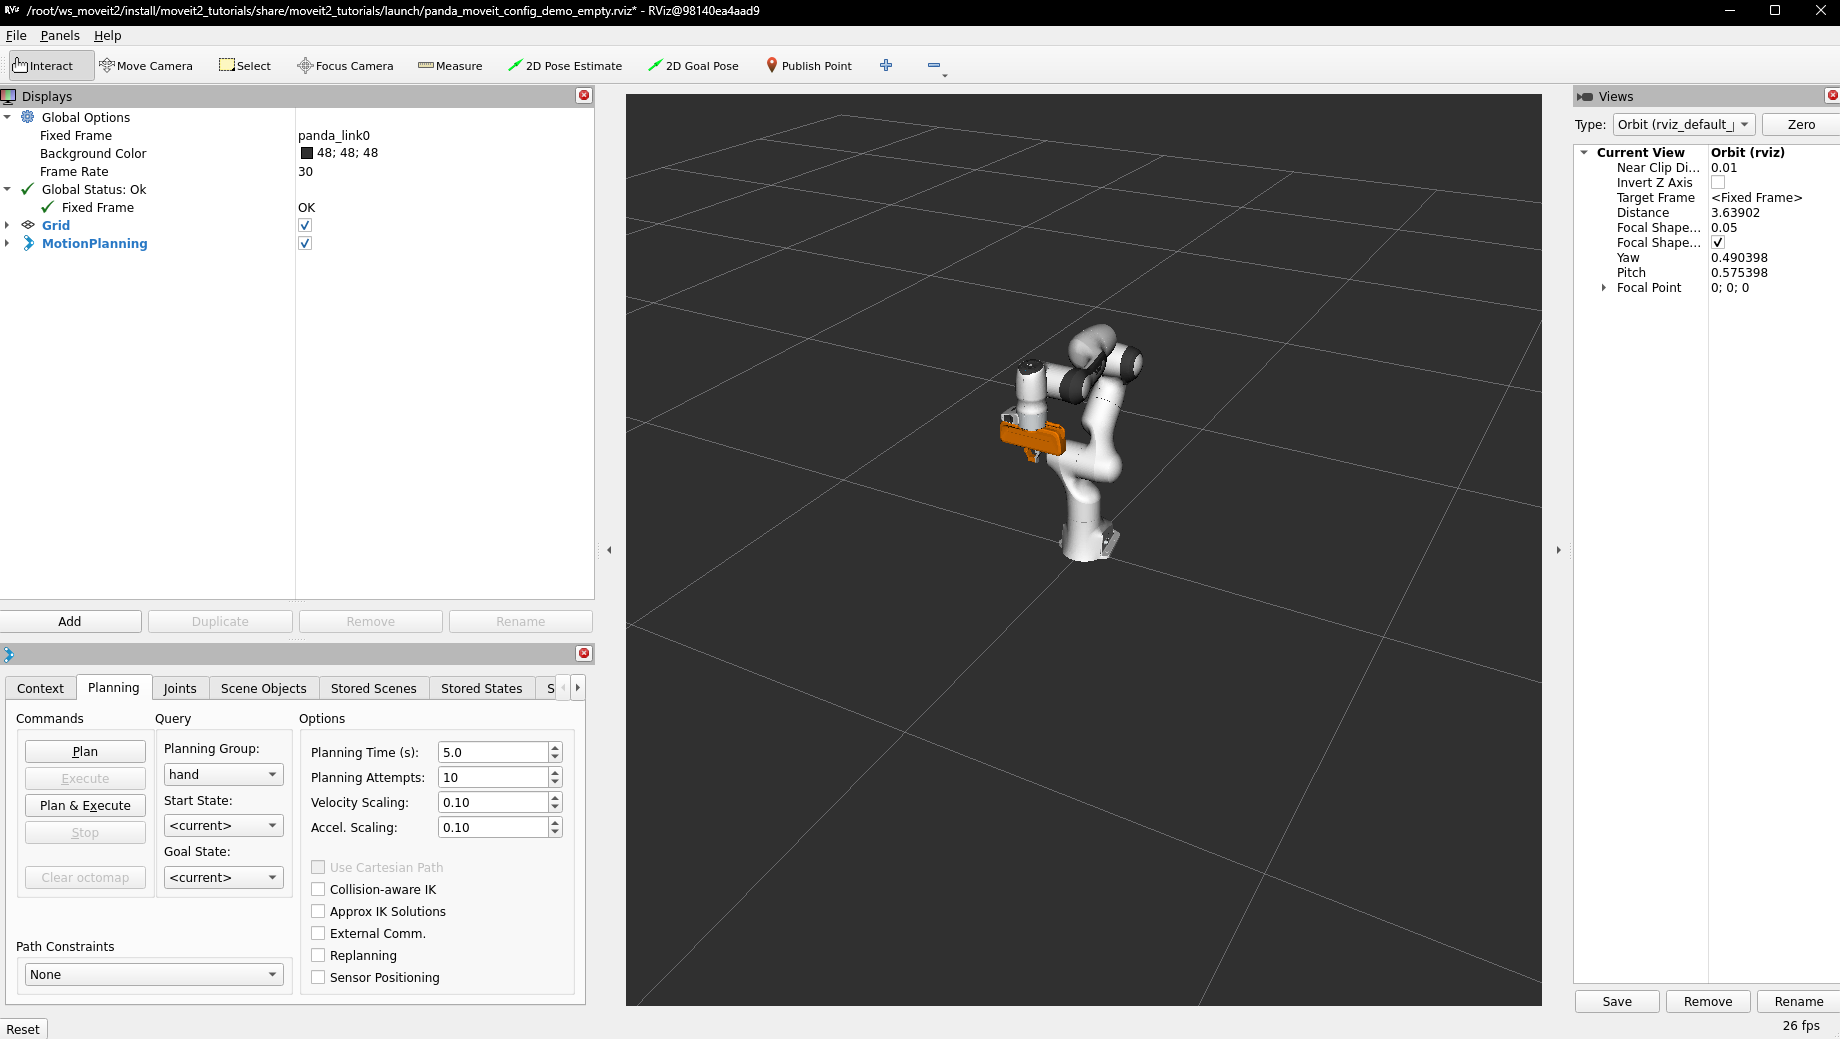 /root/ws_moveit2/install/moveit2_tutorials/share/moveit2_tutorials/launch/panda_moveit_config_demo_empty.rviz* - RViz@98140ea4aad9
File Panels Help
Interact Move Camera Select Focus Camera Measure 2D Pose Estimate 2D Goal Pose Publish Point
Displays
Global Options
Fixed Frame panda_link0
Background Color 48; 48; 48
Frame Rate 30
Global Status: Ok
Fixed Frame OK
Grid
MotionPlanning
Add Duplicate Remove Rename
Context Planning Joints Scene Objects Stored Scenes Stored States S
Commands
Plan
Execute
Plan & Execute
Stop
Clear octomap
Query
Planning Group:
hand
Start State:
<current>
Goal State:
<current>
Path Constraints
None
Options
Planning Time (s): 5.0
Planning Attempts: 10
Velocity Scaling: 0.10
Accel. Scaling: 0.10
Use Cartesian Path
Collision-aware IK
Approx IK Solutions
External Comm.
Replanning
Sensor Positioning
Reset
Views
Type: Orbit (rviz_default_ Zero
Current View Orbit (rviz)
Near Clip Di... 0.01
Invert Z Axis
Target Frame <Fixed Frame>
Distance 3.63902
Focal Shape... 0.05
Focal Shape...
Yaw 0.490398
Pitch 0.575398
Focal Point 0; 0; 0
Save Remove Rename
26 fps